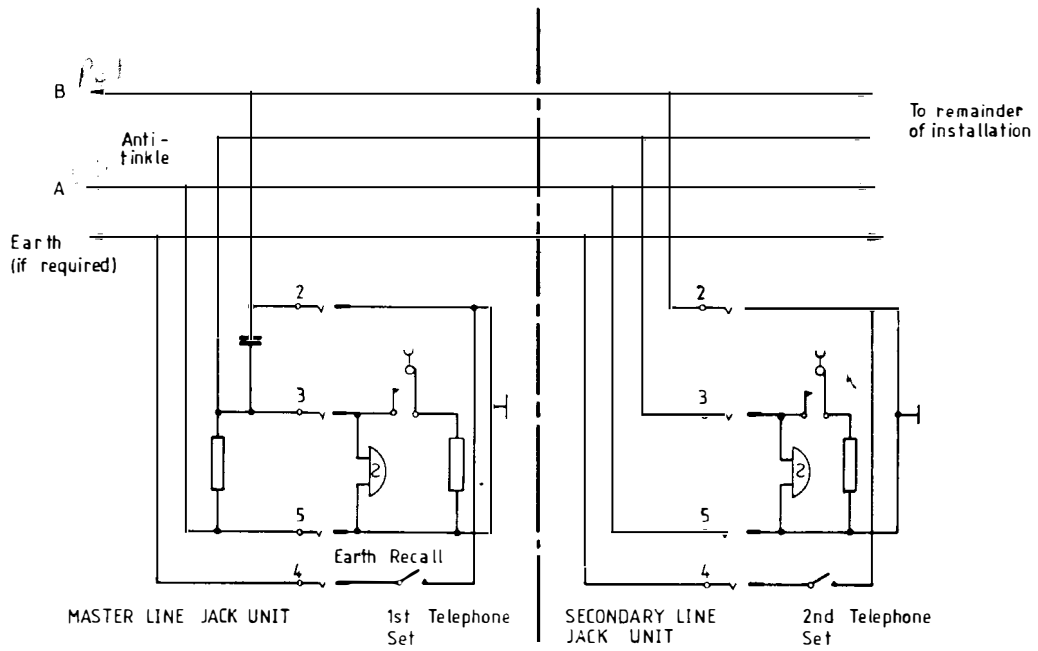 B
Anti-
tinkle
A
Earth
(if required)
To remainder
of installation
2
3
5
Earth Recall
4
MASTER LINE JACK UNIT
1st Telephone
Set
2
3
5
4
SECONDARY LINE
JACK UNIT
2nd Telephone
Set